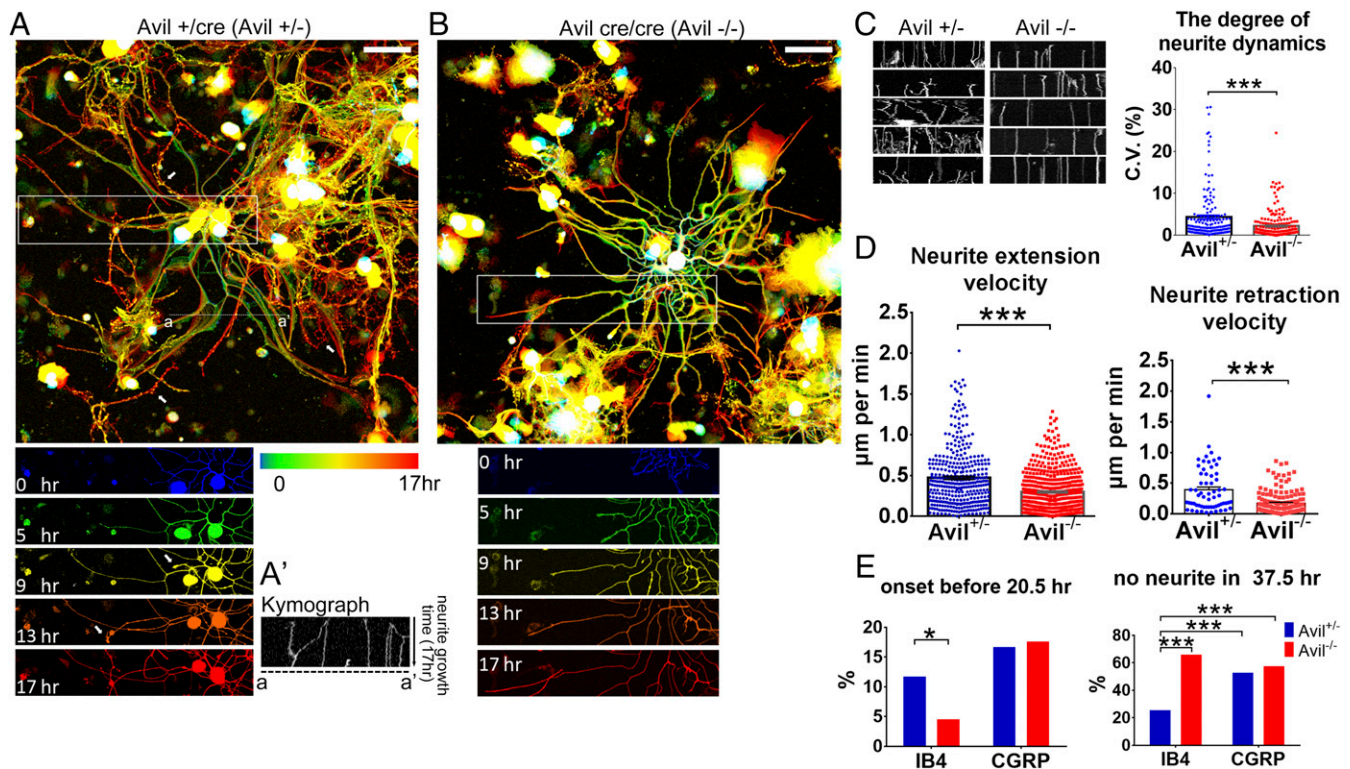 A
Avil +/cre (Avil +/-)
a
a'
0 hr
5 hr
9 hr
13 hr
17 hr
0
17hr
A'
Kymograph
neurite growth
time (17hr)
a
a'
B
Avil cre/cre (Avil -/-)
0 hr
5 hr
9 hr
13 hr
17 hr
C
Avil +/-
Avil -/-
The degree of
neurite dynamics
***
C.V. (%)
40
30
20
10
0
Avil+/-
Avil-/-
D
Neurite extension
velocity
***
µm per min
2.5
2.0
1.5
1.0
0.5
0.0
Avil+/-
Avil-/-
Neurite retraction
velocity
***
µm per min
2.5
2.0
1.5
1.0
0.5
0.0
Avil+/-
Avil-/-
E
onset before 20.5 hr
*
%
20
15
10
5
0
IB4
CGRP
no neurite in 37.5 hr
***
***
***
%
80
60
40
20
0
IB4
CGRP
Avil+/-
Avil-/-